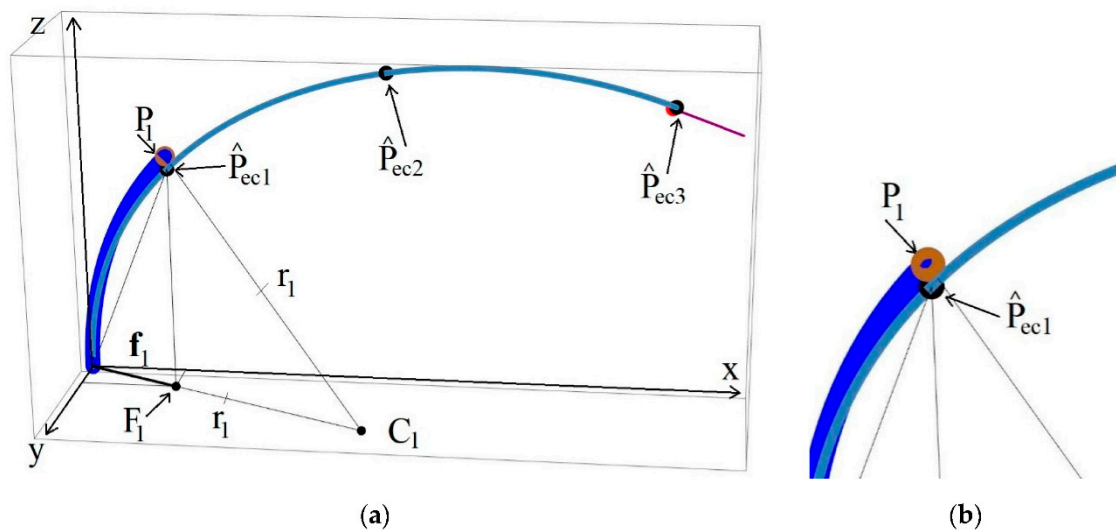 z
P₁
P̂ec1
P̂ec2
P̂ec3
r₁
f₁
x
F₁
r₁
C₁
y
(a)
P₁
P̂ec1
(b)